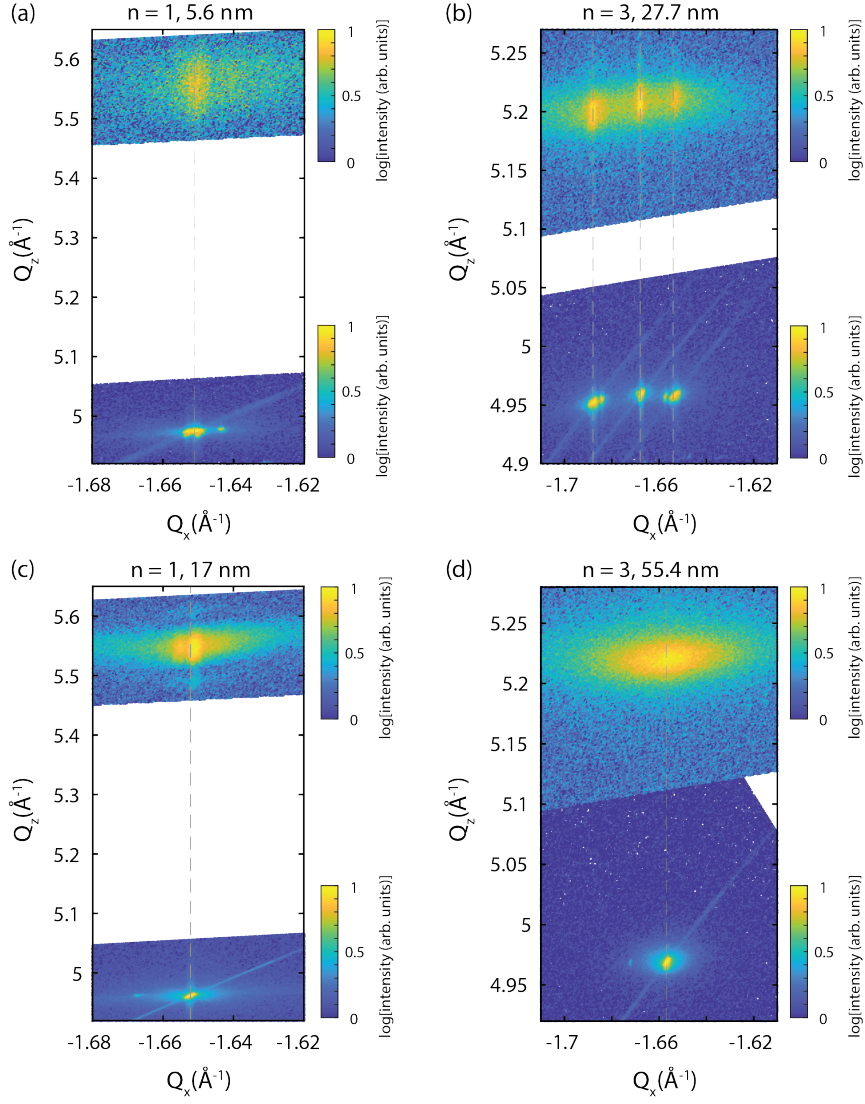 (a)
n = 1, 5.6 nm
5.6
5.5
5.4
5.3
5.2
5.1
5
Qz(Å-1)
-1.68
-1.66
-1.64
-1.62
Qx(Å-1)
1
0.5
0
log[intensity (arb. units)]
1
0.5
0
log[intensity (arb. units)]
(b)
n = 3, 27.7 nm
5.25
5.2
5.15
5.1
5.05
5
4.95
4.9
Qz(Å-1)
-1.7
-1.66
-1.62
Qx(Å-1)
1
0.5
0
log[intensity (arb. units)]
1
0.5
0
log[intensity (arb. units)]
(c)
n = 1, 17 nm
5.6
5.5
5.4
5.3
5.2
5.1
5
Qz(Å-1)
-1.68
-1.66
-1.64
-1.62
Qx(Å-1)
1
0.5
0
log[intensity (arb. units)]
1
0.5
0
log[intensity (arb. units)]
(d)
n = 3, 55.4 nm
5.25
5.2
5.15
5.1
5.05
5
4.95
Qz(Å-1)
-1.7
-1.66
-1.62
Qx(Å-1)
1
0.5
0
log[intensity (arb. units)]
1
0.5
0
log[intensity (arb. units)]